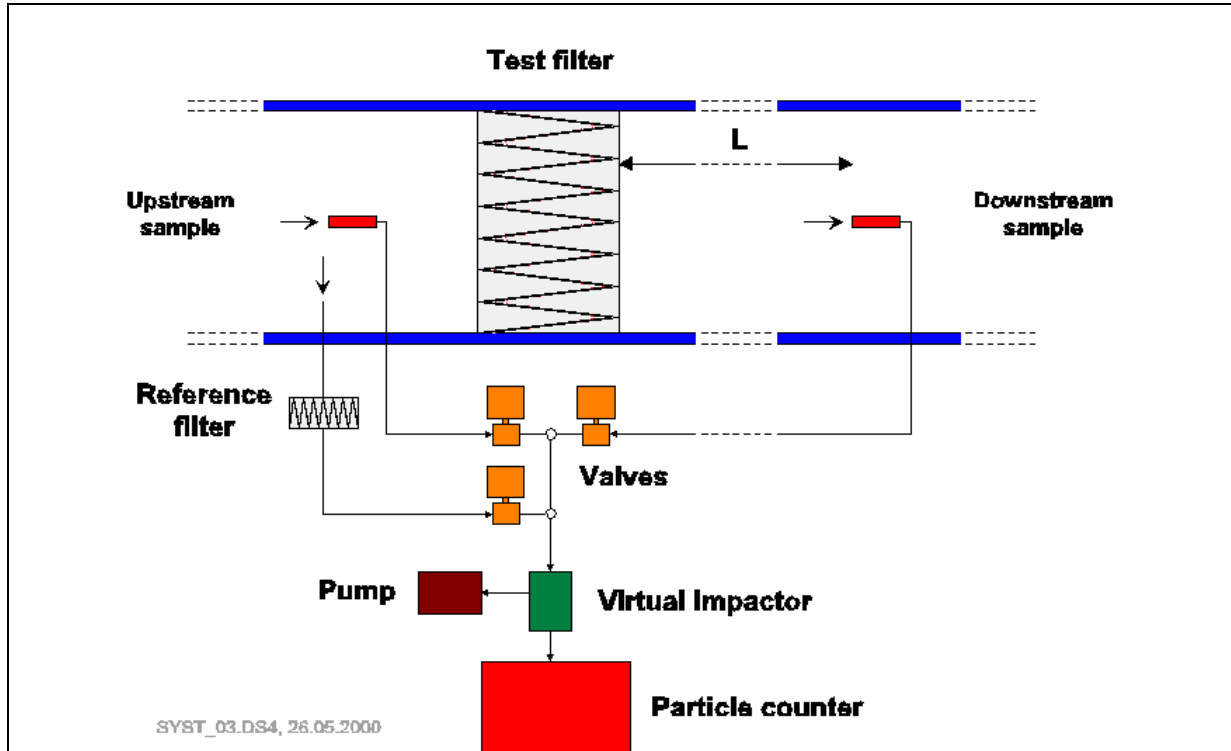 Test filter
L
Upstream
sample
Downstream
sample
Reference
filter
Valves
Pump
Virtual Impactor
Particle counter
SYST_03.DS4, 26.05.2000